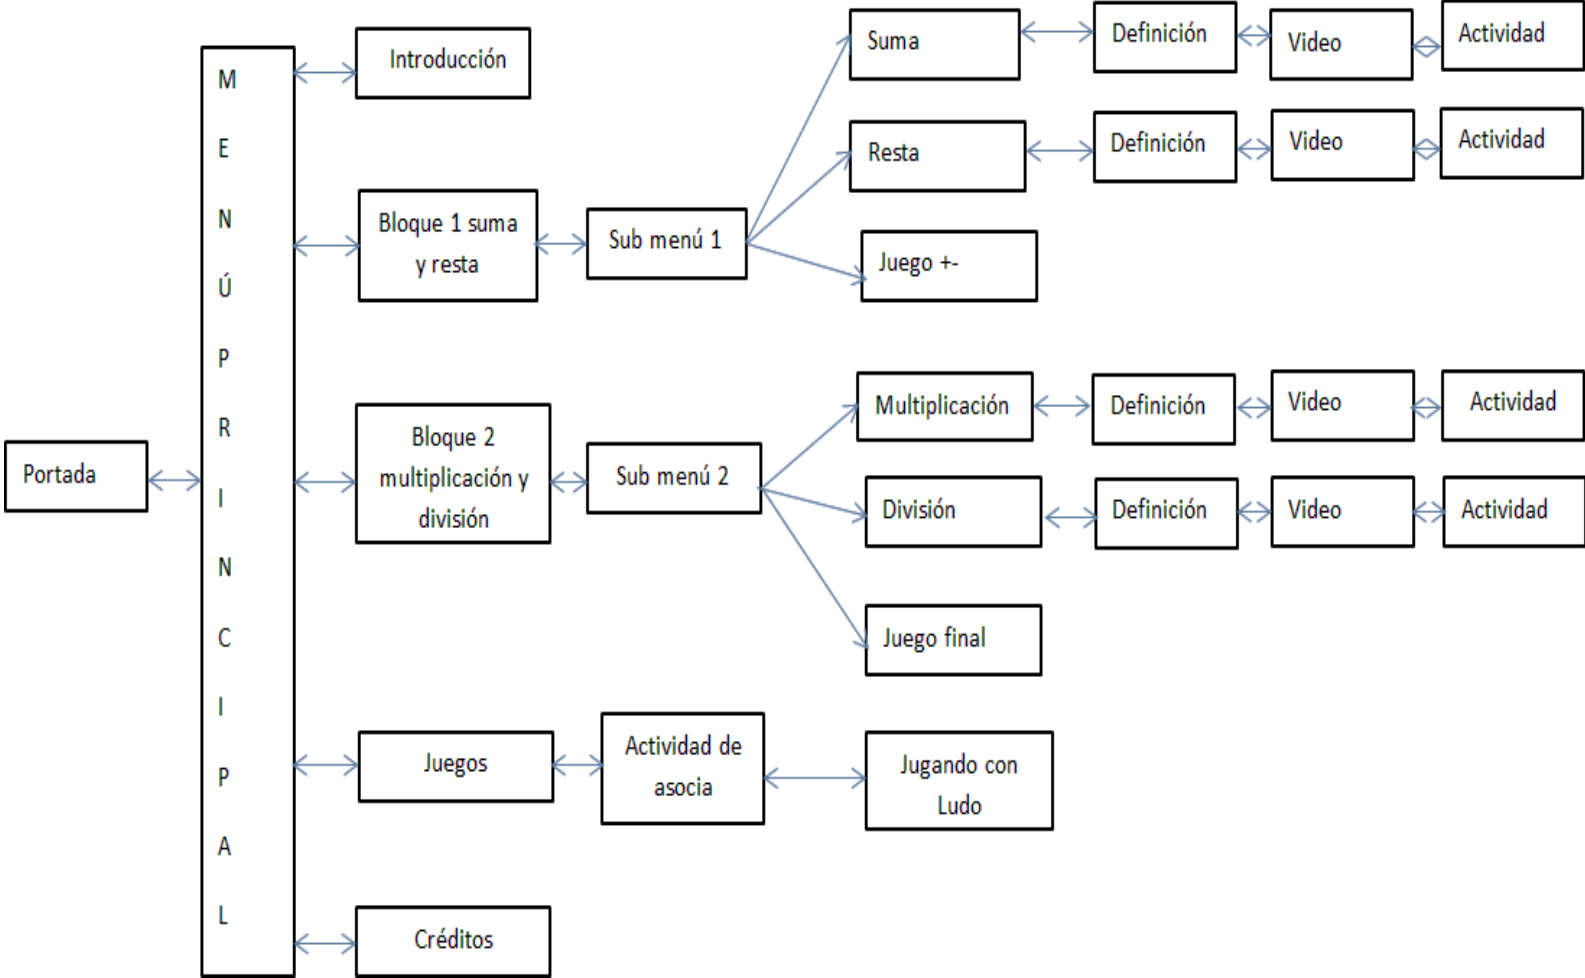 Portada
M
E
N
Ú
P
R
I
N
C
I
P
A
L
Introducción
Bloque 1 suma
y resta
Sub menú 1
Suma
Definición
Video
Actividad
Resta
Definición
Video
Actividad
Juego +-
Bloque 2
multiplicación y
división
Sub menú 2
Multiplicación
Definición
Video
Actividad
División
Definición
Video
Actividad
Juego final
Juegos
Actividad de
asocia
Jugando con
Ludo
Créditos